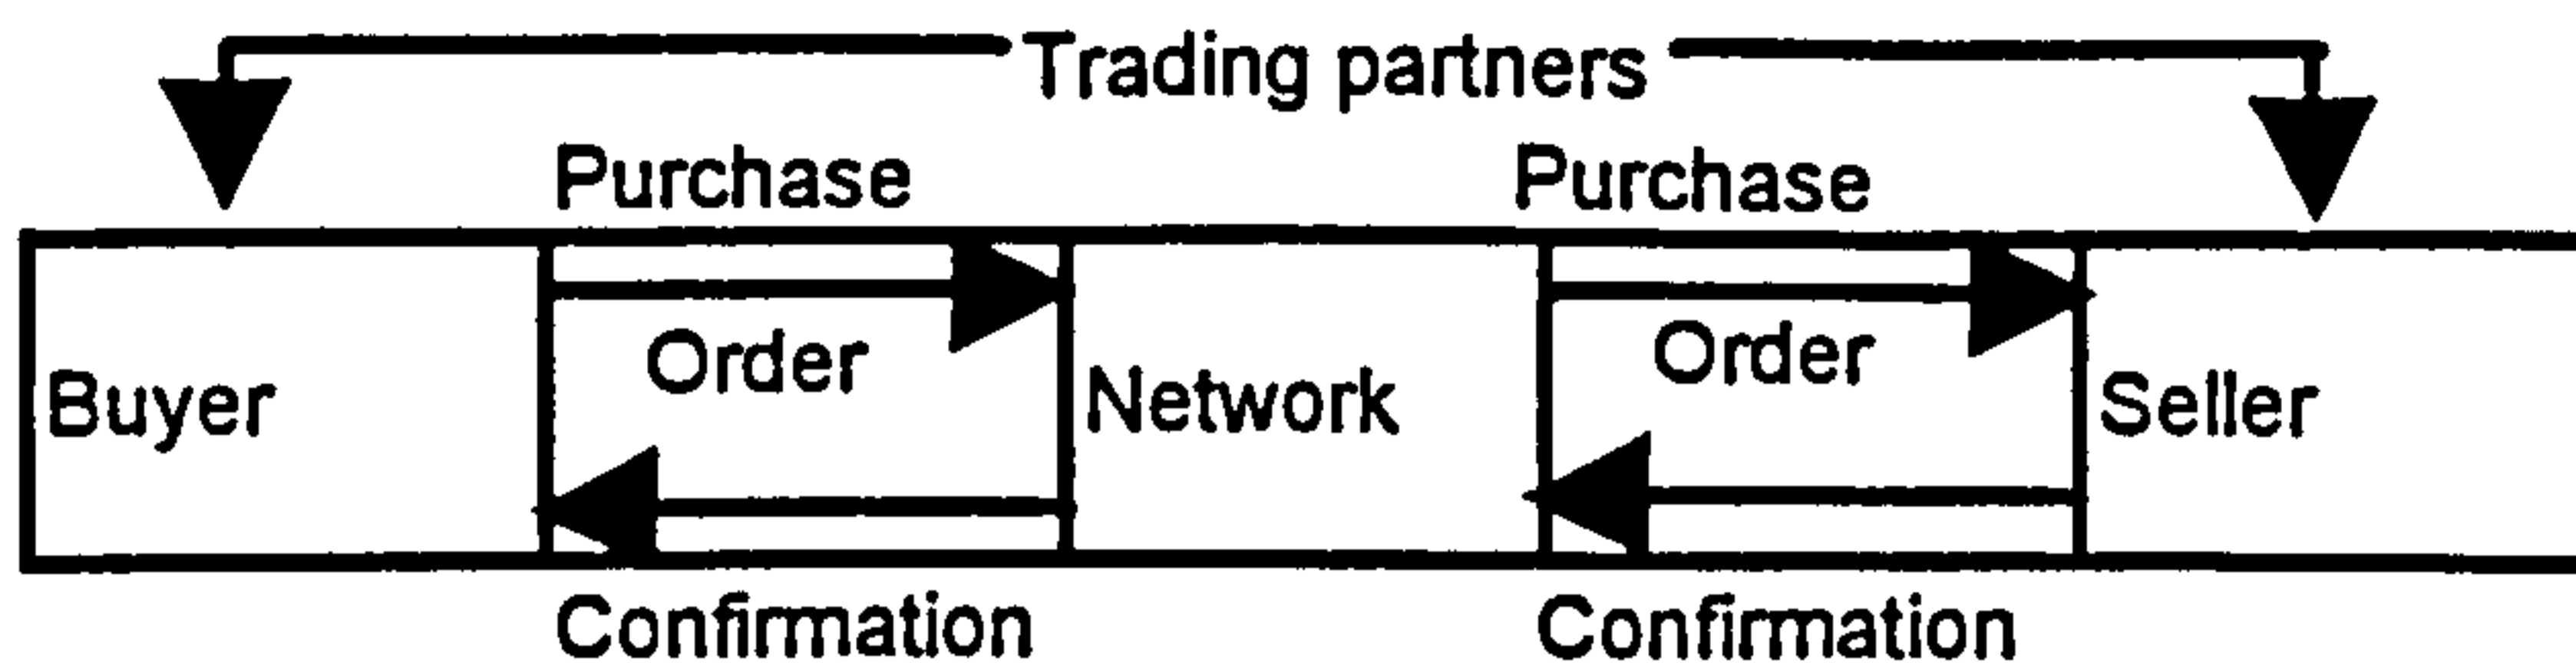 Trading partners
Purchase Purchase
Order Order
Buyer Network Seller
Confirmation Confirmation